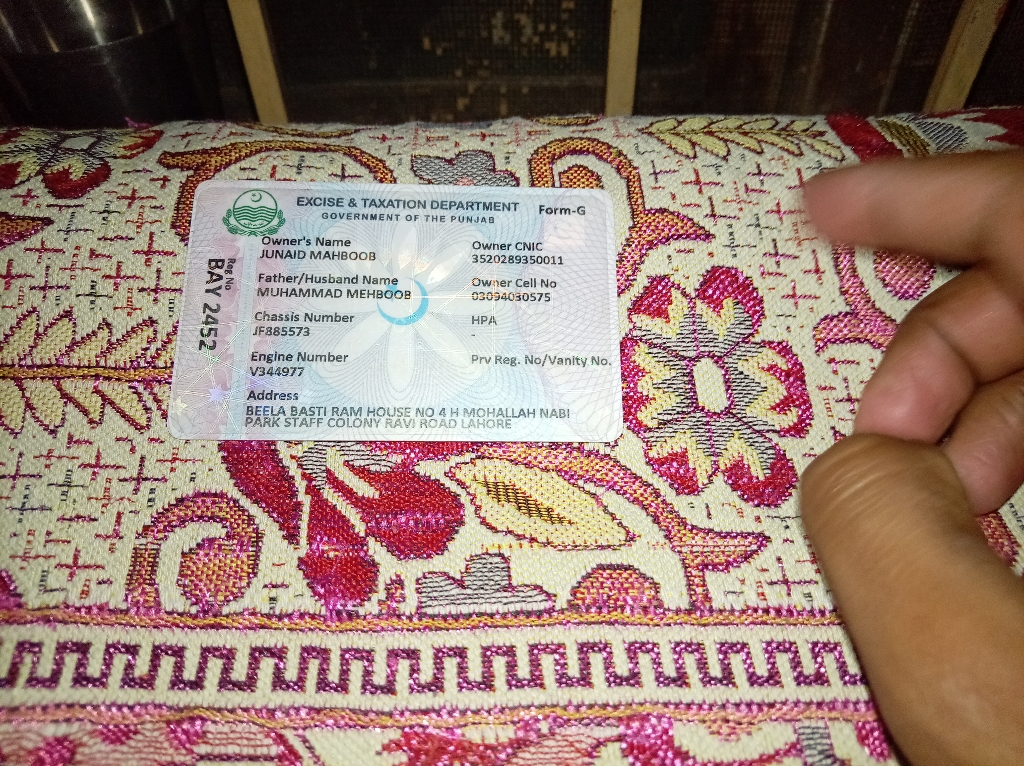 EXCISE & TAXATION DEPARTMENT
GOVERNMENT OF THE PUNJAB
Form-G
Reg No
BAY 2452
Owner's Name
JUNAID MAHBOOB
Owner CNIC
3520289350011
Father/Husband Name
MUHAMMAD MEHBOOB
Owner Cell No
03094030575
Chassis Number
JF885573
HPA
-
Engine Number
V344977
Prv Reg. No/Vanity No.
Address
BEELA BASTI RAM HOUSE NO 4 H MOHALLAH NABI
PARK STAFF COLONY RAVI ROAD LAHORE